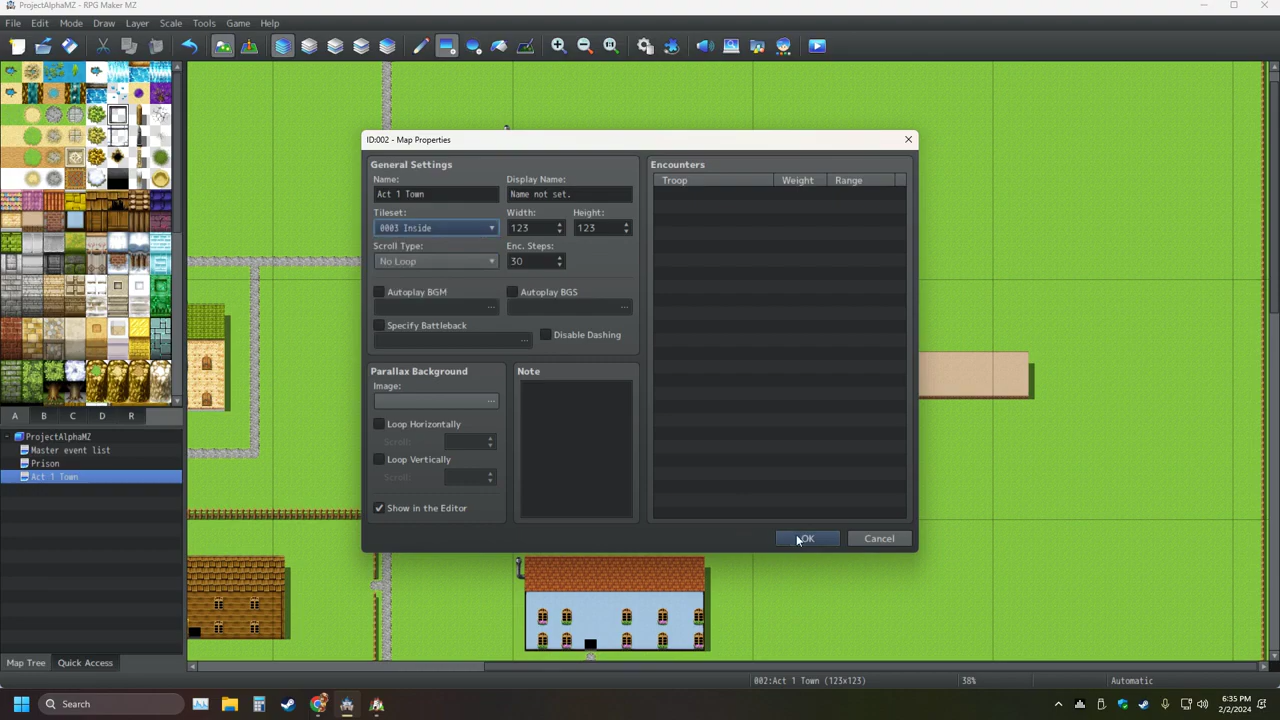 ProjectAlphaMZ - RPG Maker MZ
File Edit Mode Draw Layer Scale Tools Game Help
ID:002 - Map Properties
General Settings
Name:
Display Name:
Act 1 Town
Name not set.
Tileset:
Width:
Height:
0003 Inside
123
123
Scroll Type:
Enc. Steps:
No Loop
30
Autoplay BGM
Autoplay BGS
Specify Battleback
Disable Dashing
Parallax Background
Image:
Loop Horizontally
Scroll:
Loop Vertically
Scroll:
Show in the Editor
Note
Encounters
Troop Weight Range
OK
Cancel
A B C D R
ProjectAlphaMZ
Master event list
Prison
Act 1 Town
Map Tree
Quick Access
002:Act 1 Town (123x123)
38%
Automatic
Search
6:35 PM
2/2/2024